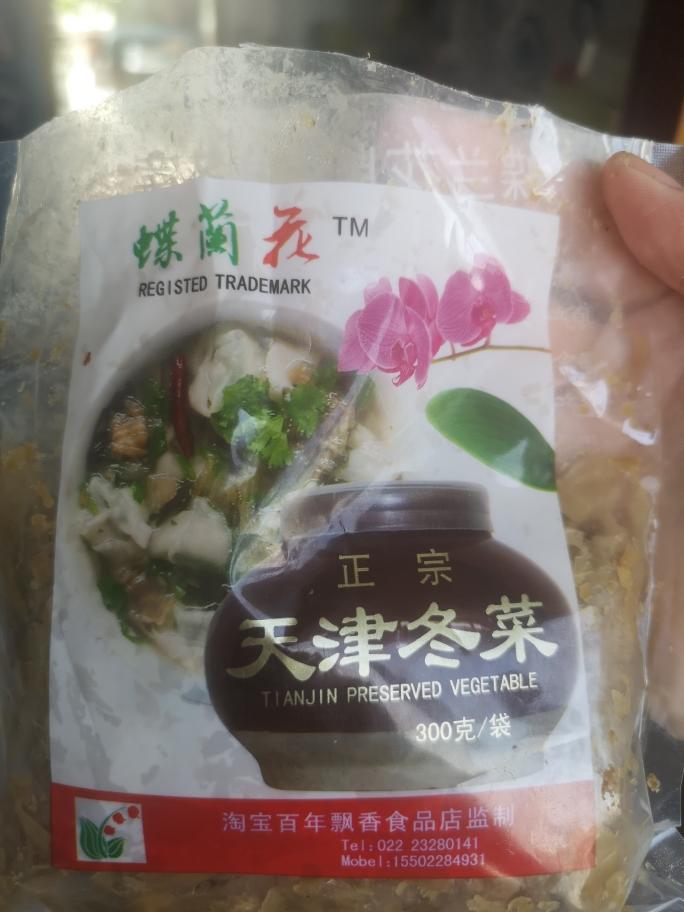 蝶蘭花 TM
REGISTED TRADEMARK
正宗
天津冬菜
TIANJIN PRESERVED VEGETABLE
300克/袋
淘宝百年飘香食品店监制
Tel:022 23280141
Mobel:15502284931